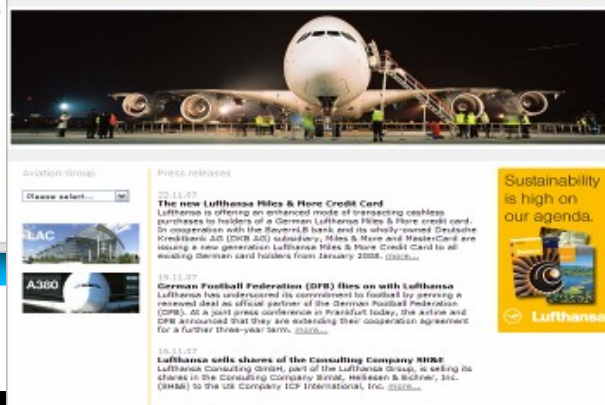 Aviation Group
Please select...
LAC
A380
Press releases
22.11.07
The new Lufthansa Miles & More Credit Card
Lufthansa is offering an enhanced mode of transacting cashless
purchases to holders of a German Lufthansa Miles & More credit card.
In cooperation with the BayernLB bank and its wholly-owned Deutsche
Kreditbank AG (DKB AG) subsidiary, Miles & More and MasterCard are
issuing a new generation Lufthansa Miles & More Credit Card to all
existing German card holders from January 2008. more...
19.11.07
German Football Federation (DFB) flies on with Lufthansa
Lufthansa has underscored its commitment to football by penning a
renewed deal as official partner of the German Football Federation
(DFB). At a joint press conference in Frankfurt today, the airline and
DFB announced that they are extending their cooperation agreement
for a further three-year term. more...
16.11.07
Lufthansa sells shares of the Consulting Company SH&E
Lufthansa Consulting GmbH, part of the Lufthansa Group, is selling its
shares in the Consulting Company Simat, Helliesen & Eichner, Inc.
(SH&E) to the US Company ICF International, Inc. more...
Sustainability
is high on
our agenda.
Lufthansa